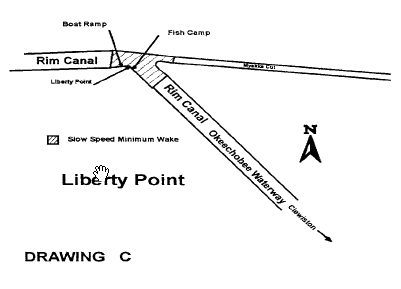 Boat Ramp
Fish Camp
Rim Canal
Liberty Point
Rim Canal Okeechobee Waterway
Clewiston
Slow Speed Minimum Wake
N
Liberty Point
DRAWING C